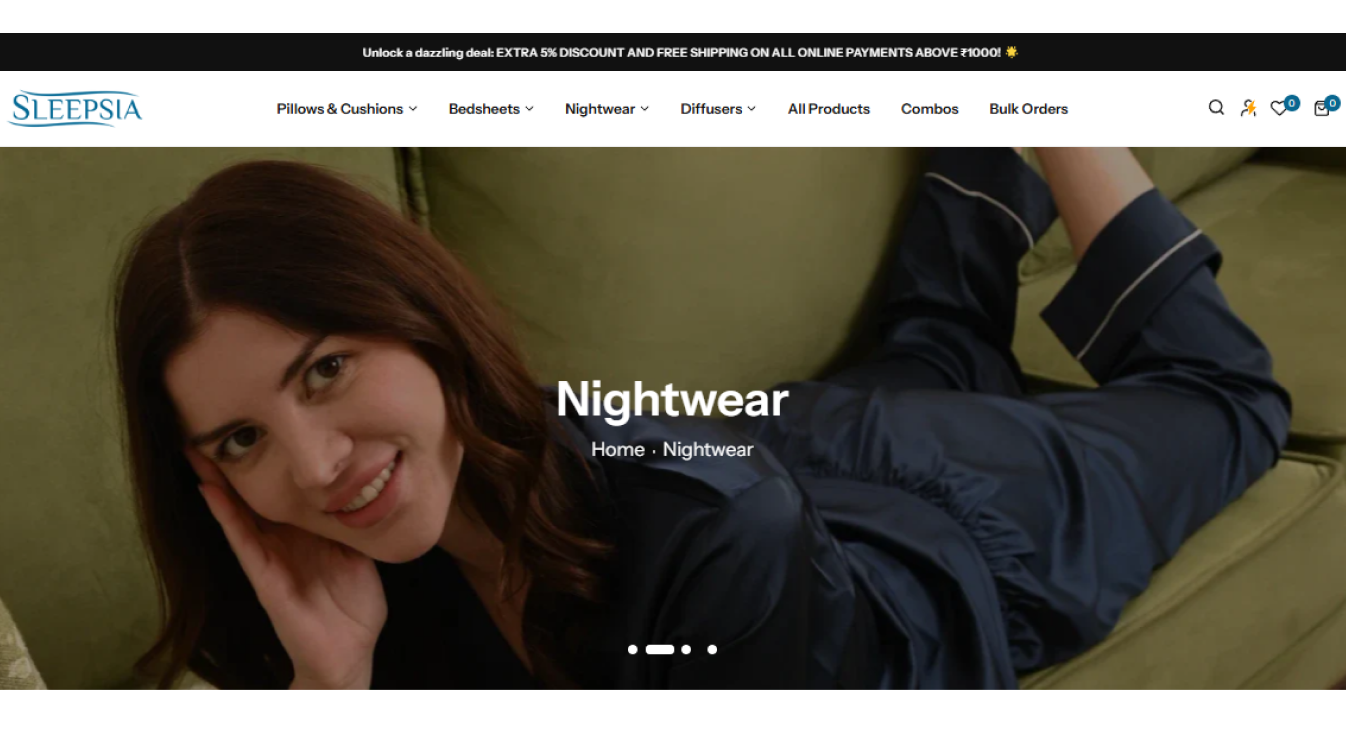 Unlock a dazzling deal: EXTRA 5% DISCOUNT AND FREE SHIPPING ON ALL ONLINE PAYMENTS ABOVE ₹1000! 🌟
SLEEPSIA
Pillows & Cushions
Bedsheets
Nightwear
Diffusers
All Products
Combos
Bulk Orders
0
0
Nightwear
Home · Nightwear